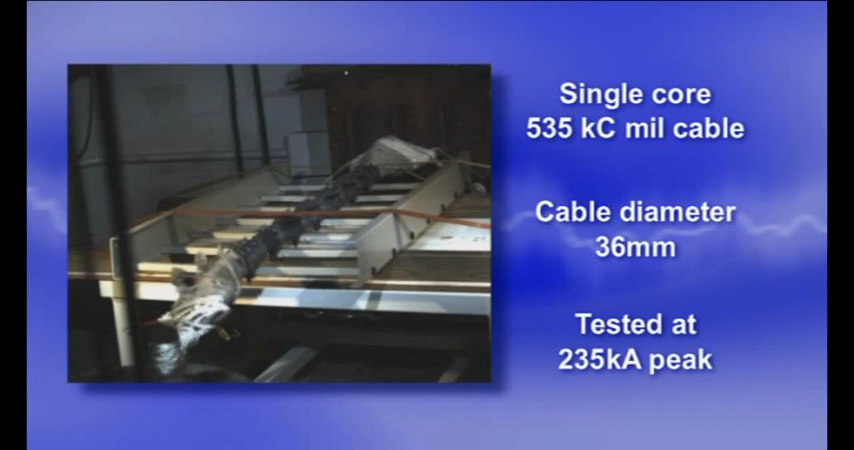 Single core
535 kC mil cable
Cable diameter
36mm
Tested at
235kA peak